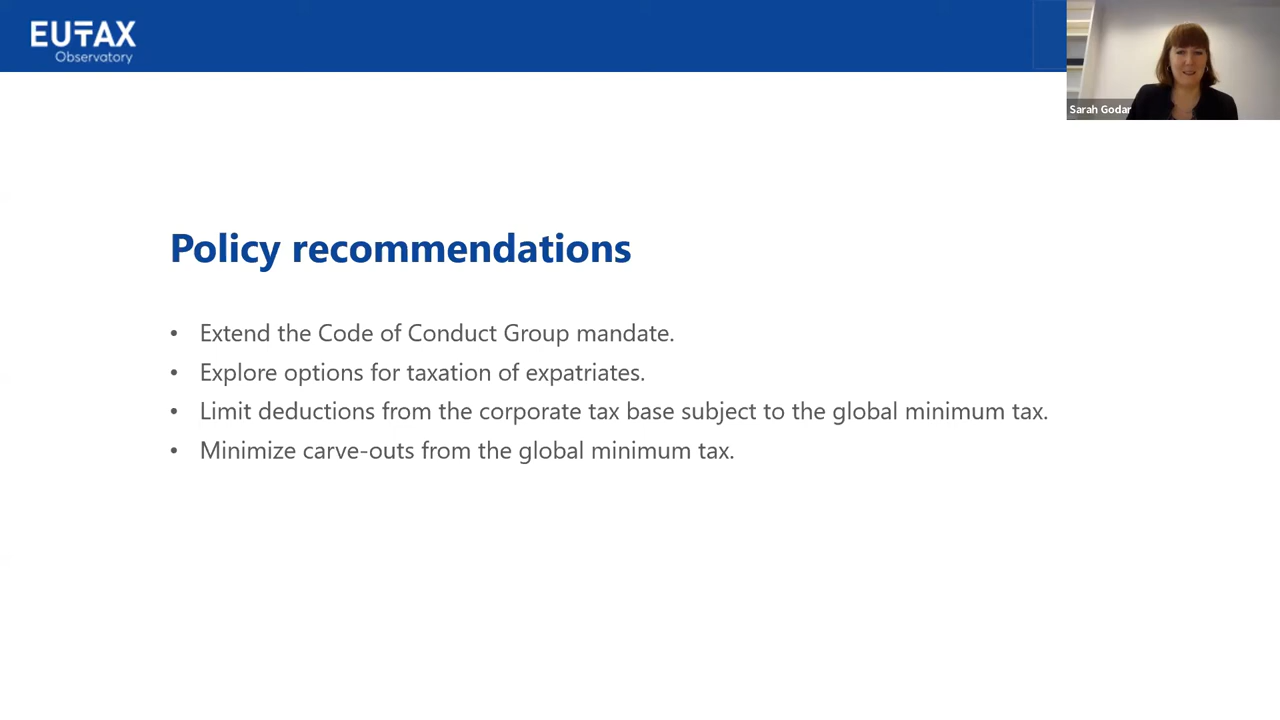 EUTAX
Observatory
Sarah Godar
Policy recommendations
• Extend the Code of Conduct Group mandate.
• Explore options for taxation of expatriates.
• Limit deductions from the corporate tax base subject to the global minimum tax.
• Minimize carve-outs from the global minimum tax.